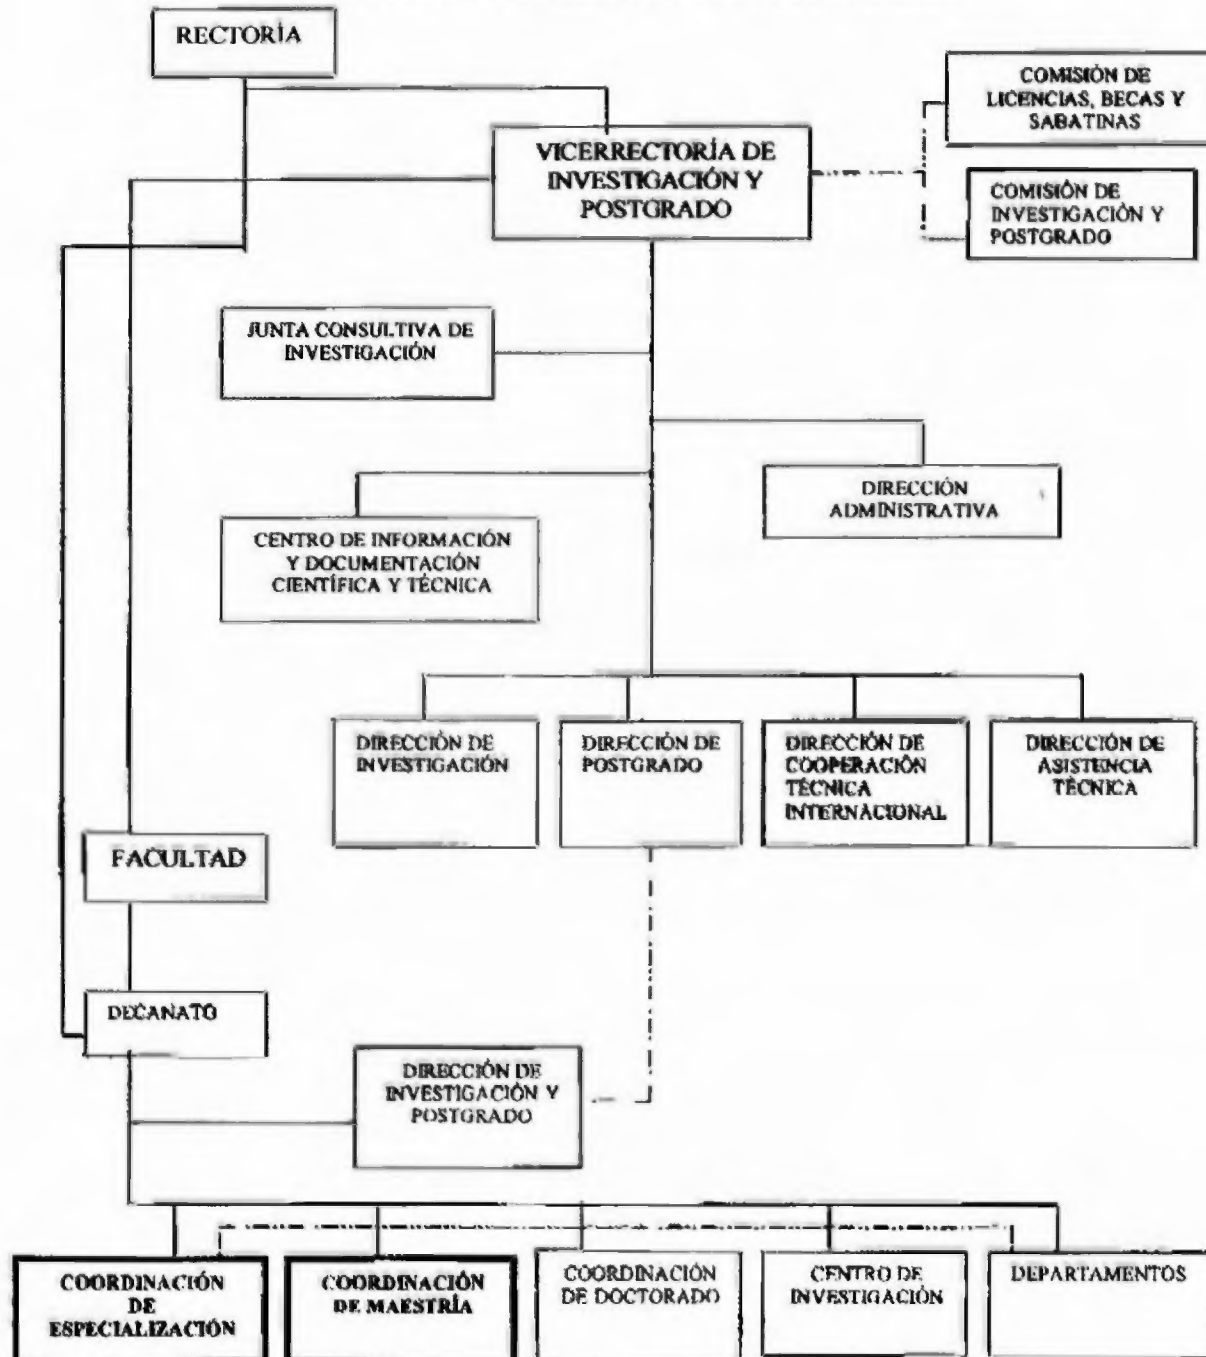 RECTORÍA
COMISIÓN DE
LICENCIAS, BECAS Y
SABATINAS
VICERRECTORÍA DE
INVESTIGACIÓN Y
POSTGRADO
COMISIÓN DE
INVESTIGACIÓN Y
POSTGRADO
JUNTA CONSULTIVA DE
INVESTIGACIÓN
DIRECCIÓN
ADMINISTRATIVA
CENTRO DE INFORMACIÓN
Y DOCUMENTACIÓN
CIENTÍFICA Y TÉCNICA
DIRECCIÓN DE
INVESTIGACIÓN
DIRECCIÓN DE
POSTGRADO
DIRECCIÓN DE
COOPERACIÓN
TÉCNICA
INTERNACIONAL
DIRECCIÓN DE
ASISTENCIA
TÉCNICA
FACULTAD
DECANATO
DIRECCIÓN DE
INVESTIGACIÓN Y
POSTGRADO
COORDINACIÓN
DE
ESPECIALIZACIÓN
COORDINACIÓN
DE MAESTRÍA
COORDINACIÓN
DE DOCTORADO
CENTRO DE
INVESTIGACIÓN
DEPARTAMENTOS